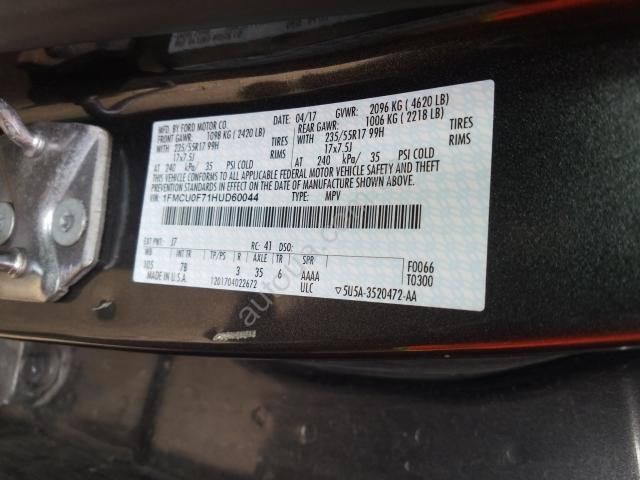 MFD. BY FORD MOTOR CO.
DATE: 04/17 GVWR: 2096 KG ( 4620 LB)
FRONT GAWR: 1098 KG ( 2420 LB) REAR GAWR: 1006 KG ( 2218 LB)
WITH 235/55R17 99H TIRES WITH 235/55R17 99H TIRES
17x7.5J RIMS 17x7.5J RIMS
AT 240 kPa/ 35 PSI COLD AT 240 kPa/ 35 PSI COLD
THIS VEHICLE CONFORMS TO ALL APPLICABLE FEDERAL MOTOR VEHICLE SAFETY AND THEFT
PREVENTION STANDARDS IN EFFECT ON THE DATE OF MANUFACTURE SHOWN ABOVE.
VIN: 1FMCU0F71HUD60044 TYPE: MPV
EXT PNT: J7 RC: 41 DSO:
WB INT TR TP/PS R AXLE TR SPR F0066
105 7B 3 35 6 AAAA T0300
MADE IN U.S.A. 1201704022672 ULC ▽5U5A-3520472-AA